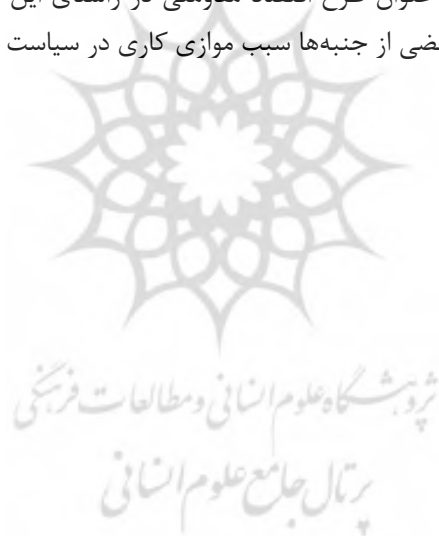 عنوان طرح اقتصاد مقاومتی در راستای این
ضی از جنبه‌ها سبب موازی کاری در سیاست
پژوهشگاه علوم انسانی و مطالعات فرهنگی
پرتال جامع علوم انسانی